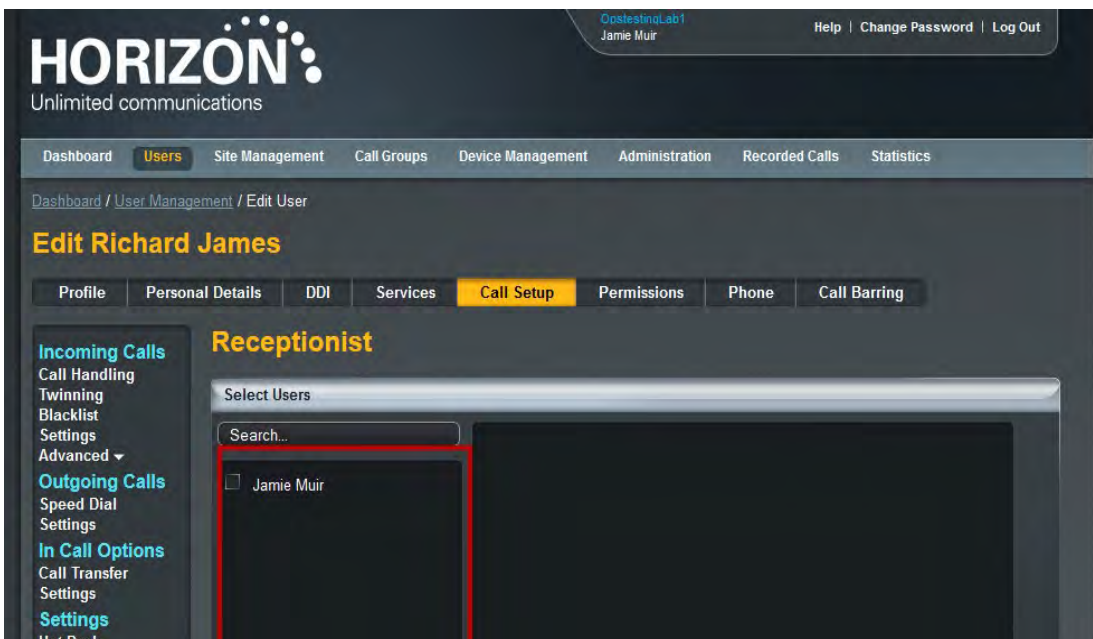 OpstestingLab1
Jamie Muir
Help | Change Password | Log Out
HORIZON
Unlimited communications
Dashboard Users Site Management Call Groups Device Management Administration Recorded Calls Statistics
Dashboard / User Management / Edit User
Edit Richard James
Profile Personal Details DDI Services Call Setup Permissions Phone Call Barring
Incoming Calls
Call Handling
Twinning
Blacklist
Settings
Advanced
Outgoing Calls
Speed Dial
Settings
In Call Options
Call Transfer
Settings
Settings
Receptionist
Select Users
Search...
Jamie Muir